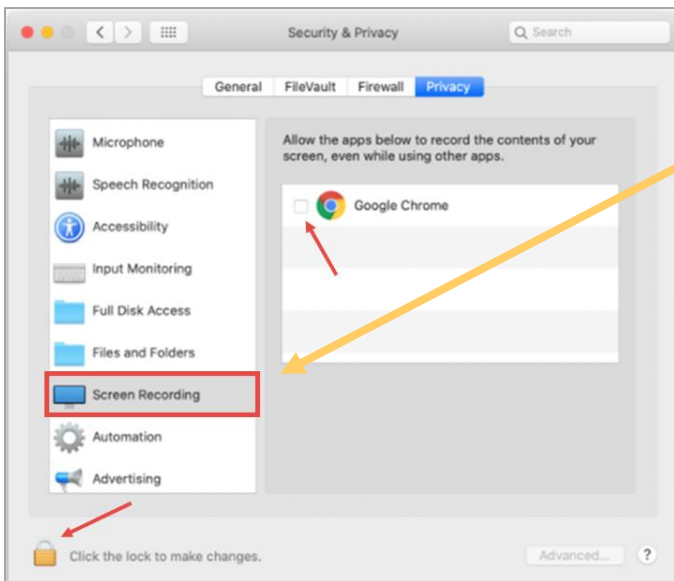 Security & Privacy
Search
General
FileVault
Firewall
Privacy
Microphone
Speech Recognition
Accessibility
Input Monitoring
Full Disk Access
Files and Folders
Screen Recording
Automation
Advertising
Allow the apps below to record the contents of your
screen, even while using other apps.
Google Chrome
Click the lock to make changes.
Advanced...
?